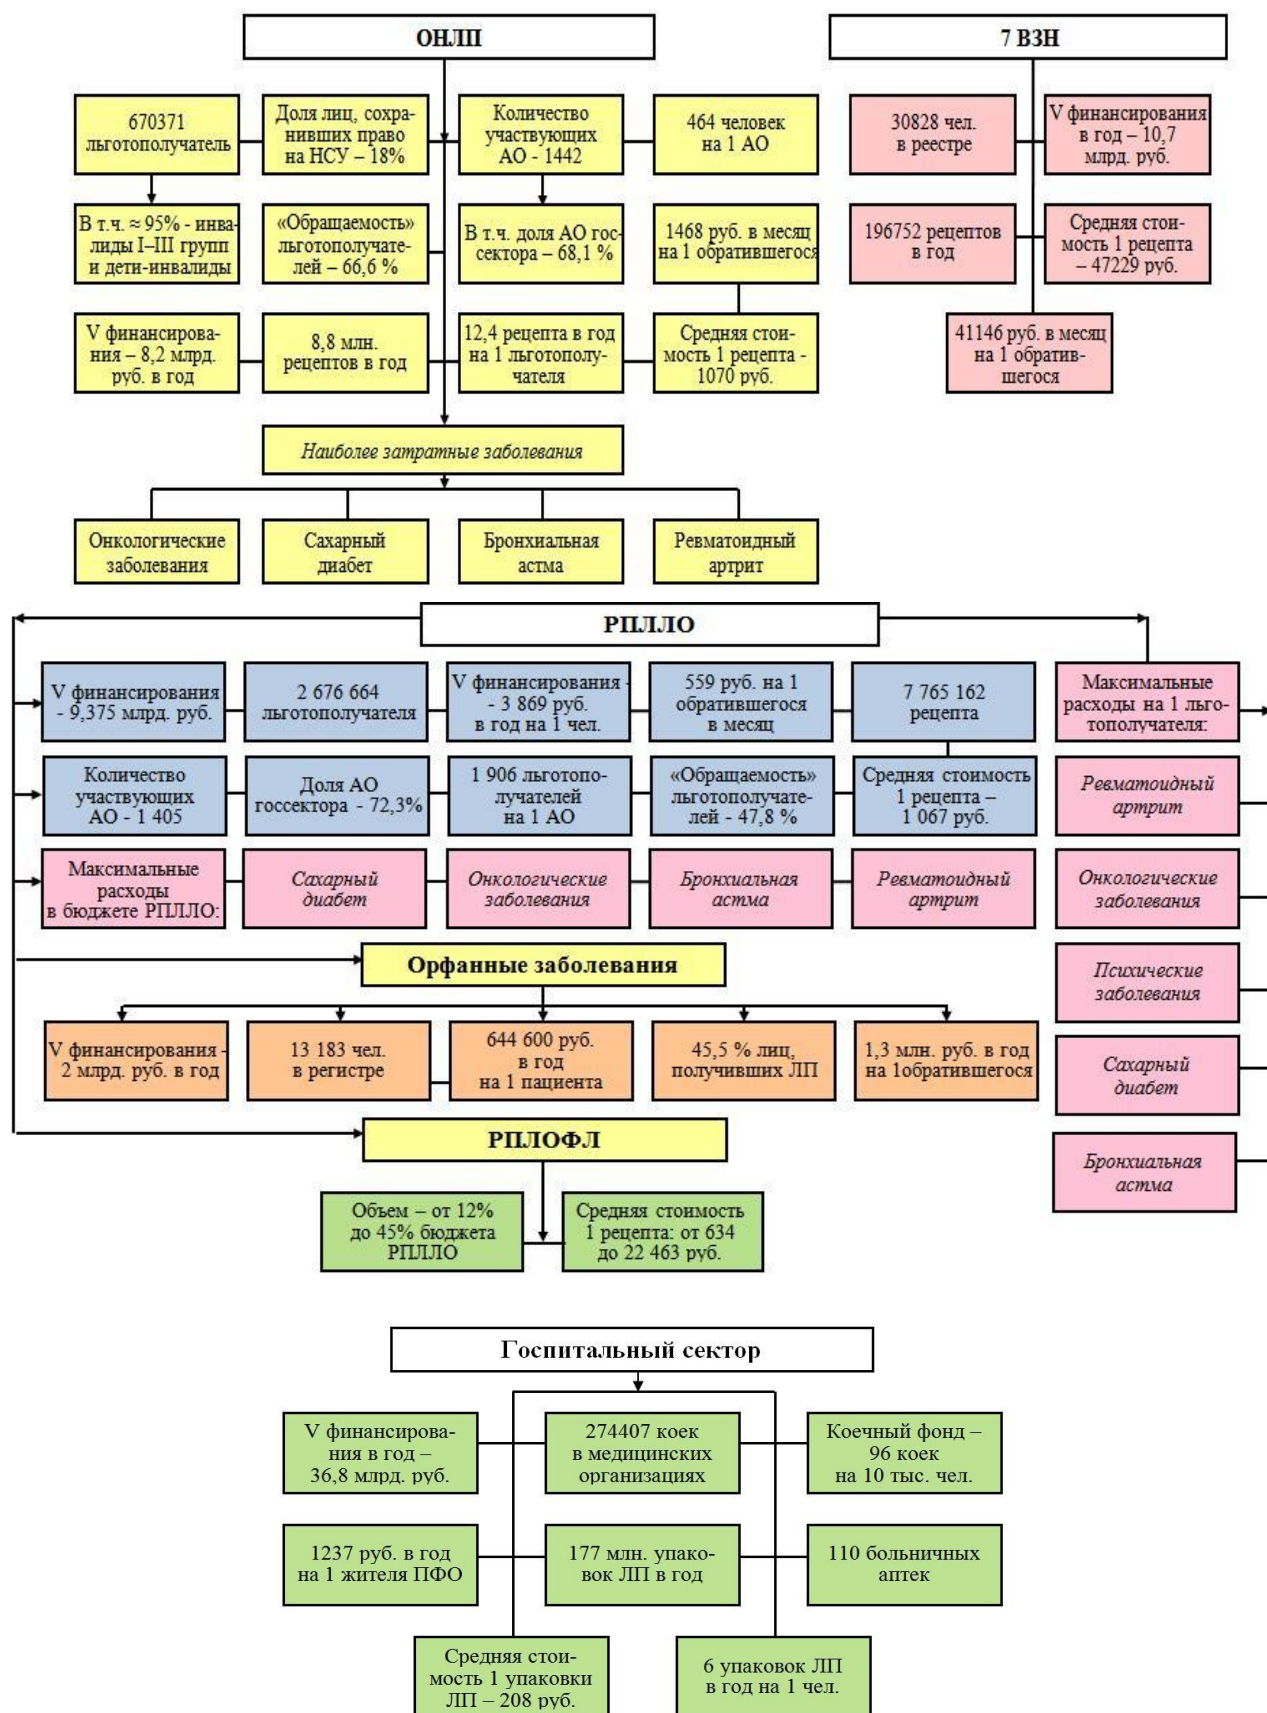 ОНЛП
7 ВЗН
670371
льготополучатель
Доля лиц, сохра-
нивших право
на НСУ – 18%
Количество
участвующих
АО - 1442
464 человек
на 1 АО
30828 чел.
в реестре
V финансирования
в год – 10,7
млрд. руб.
В т.ч. ≈ 95% - инва-
лиды I–III групп
и дети-инвалиды
«Обращаемость»
льготополучате-
лей – 66,6 %
В т.ч. доля АО гос-
сектора – 68,1 %
1468 руб. в месяц
на 1 обратившегося
196752 рецептов
в год
Средняя стои-
мость 1 рецепта
– 47229 руб.
V финансирова-
ния – 8,2 млрд.
руб. в год
8,8 млн.
рецептов в год
12,4 рецепта в год
на 1 льготополу-
чателя
Средняя стои-
мость 1 рецепта -
1070 руб.
41146 руб. в месяц
на 1 обратив-
шегося
Наиболее затратные заболевания
Онкологические
заболевания
Сахарный
диабет
Бронхиальная
астма
Ревматоидный
артрит
РПЛЛО
V финансирования
- 9,375 млрд. руб.
2 676 664
льготополучателя
V финансирования -
- 3 869 руб.
в год на 1 чел.
559 руб. на 1
обратившегося
в месяц
7 765 162
рецепта
Максимальные
расходы на 1 льго-
тополучателя:
Количество
участвующих
АО - 1 405
Доля АО
госсектора - 72,3%
1 906 льготопо-
лучателей
на 1 АО
«Обращаемость»
льготополучате-
лей - 47,8 %
Средняя стоимость
1 рецепта –
1 067 руб.
Ревматоидный
артрит
Максимальные
расходы
в бюджете РПЛЛО:
Сахарный
диабет
Онкологические
заболевания
Бронхиальная
астма
Ревматоидный
артрит
Онкологические
заболевания
Орфанные заболевания
Психические
заболевания
V финансирования -
2 млрд. руб. в год
13 183 чел.
в регистре
644 600 руб.
в год
на 1 пациента
45,5 % лиц,
получивших ЛП
1,3 млн. руб. в год
на 1обратившегося
Сахарный
диабет
РПЛОФЛ
Бронхиальная
астма
Объем – от 12%
до 45% бюджета
РПЛЛО
Средняя стоимость
1 рецепта: от 634
до 22 463 руб.
Госпитальный сектор
V финансирова-
ния в год –
36,8 млрд. руб.
274407 коек
в медицинских
организациях
Коечный фонд –
96 коек
на 10 тыс. чел.
1237 руб. в год
на 1 жителя ПФО
177 млн. упако-
вок ЛП в год
110 больничных
аптек
Средняя стои-
мость 1 упаковки
ЛП – 208 руб.
6 упаковок ЛП
в год на 1 чел.